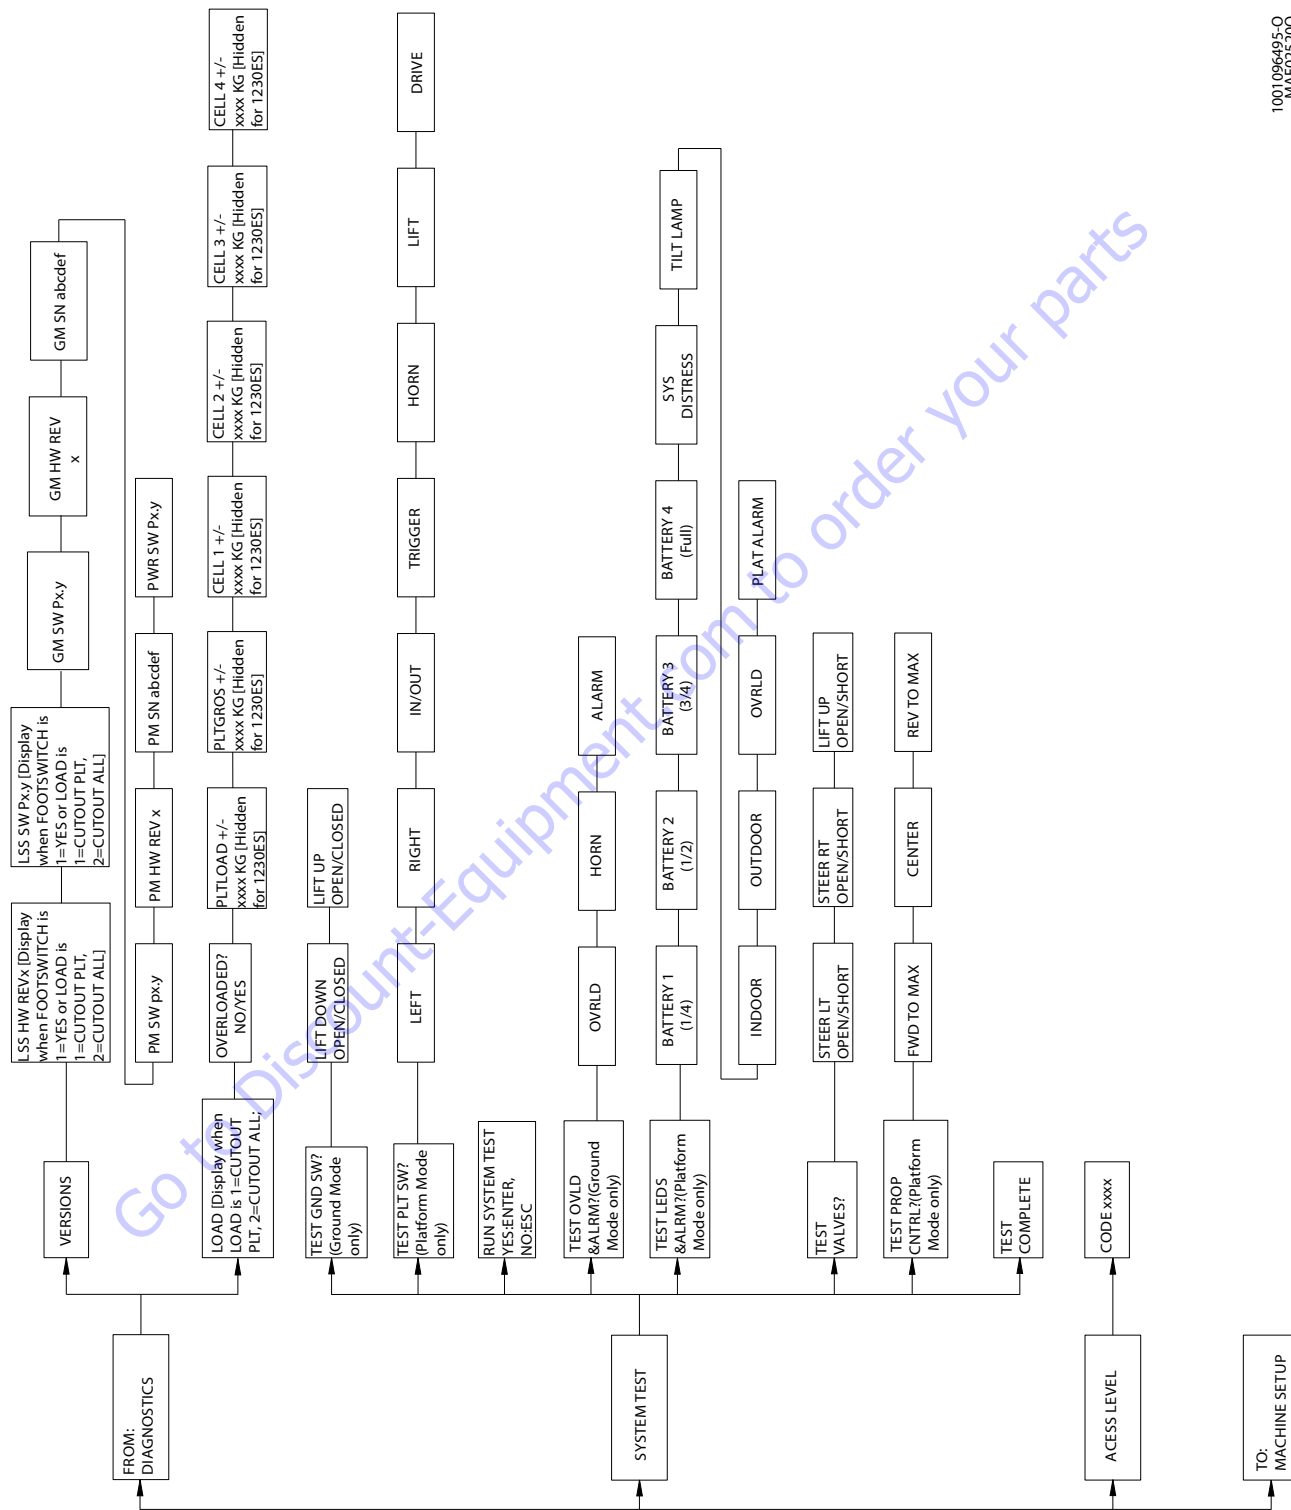 FROM:
DIAGNOSTICS
VERSIONS
LSS HW REVx [Display
when FOOTSWITCH is
1=YES or LOAD is
1=CUTOUT PLT,
2=CUTOUT ALL]
LSS SW Px.y [Display
when FOOTSWITCH is
1=YES or LOAD is
1=CUTOUT PLT,
2=CUTOUT ALL]
GM SW Px.y
GM HW REV
x
GM SN abcdef
PM SW px.y
PM HW REV x
PM SN abcdef
PWR SW Px.y
LOAD [Display when
LOAD is 1=CUTOUT
PLT, 2=CUTOUT ALL;
OVERLOADED?
NO/YES
PLTLOAD +/-
xxxx KG [Hidden
for 1230ES]
PLTGROS +/-
xxxx KG [Hidden
for 1230ES]
CELL 1 +/-
xxxx KG [Hidden
for 1230ES]
CELL 2 +/-
xxxx KG [Hidden
for 1230ES]
CELL 3 +/-
xxxx KG [Hidden
for 1230ES]
CELL 4 +/-
xxxx KG [Hidden
for 1230ES]
SYSTEM TEST
TEST GND SW?
(Ground Mode
only)
LIFT DOWN
OPEN/CLOSED
LIFT UP
OPEN/CLOSED
TEST PLT SW?
(Platform Mode
only)
LEFT
RIGHT
IN/OUT
TRIGGER
HORN
LIFT
DRIVE
RUN SYSTEM TEST
YES:ENTER,
NO:ESC
TEST OVLD
&ALRM?(Ground
Mode only)
OVRLD
HORN
ALARM
TEST LEDS
&ALRM?(Platform
Mode only)
BATTERY 1
(1/4)
BATTERY 2
(1/2)
BATTERY 3
(3/4)
BATTERY 4
(Full)
SYS
DISTRESS
TILT LAMP
INDOOR
OUTDOOR
OVRLD
PLAT ALARM
TEST
VALVES?
STEER LT
OPEN/SHORT
STEER RT
OPEN/SHORT
LIFT UP
OPEN/SHORT
TEST PROP
CNTRL?(Platform
Mode only)
FWD TO MAX
CENTER
REV TO MAX
TEST
COMPLETE
ACESS LEVEL
CODE xxxx
TO:
MACHINE SETUP
1001096495-O
MAF02520O
Go to Discount-Equipment.com to order your parts